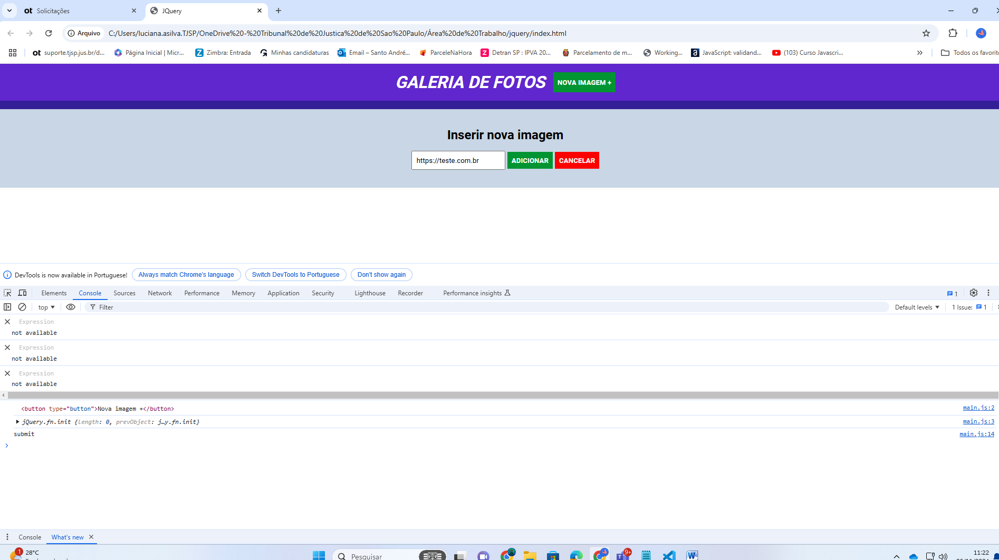 Solicitações
JQuery
Arquivo C:/Users/luciana.asilva.TJSP/OneDrive%20-%20Tribunal%20de%20Justica%20de%20Sao%20Paulo/Área%20de%20Trabalho/jquery/index.html
ot suporte.tjsp.jus.br/d... Página Inicial | Micr... Zimbra: Entrada Minhas candidaturas Email – Santo André... ParceleNaHora Detran SP : IPVA 20... Parcelamento de m... Working... JavaScript: validand... (103) Curso Javascri... » Todos os favorito
GALERIA DE FOTOS NOVA IMAGEM +
Inserir nova imagem
https://teste.com.br ADICIONAR CANCELAR
DevTools is now available in Portuguese! Always match Chrome's language Switch DevTools to Portuguese Don't show again
Elements Console Sources Network Performance Memory Application Security Lighthouse Recorder Performance insights 1
top Filter Default levels 1 Issue: 1
Expression
not available
Expression
not available
Expression
not available
<button type="button">Nova imagem +</button> main.js:2
jQuery.fn.init {length: 0, prevObject: j…y.fn.init} main.js:3
submit main.js:14
Console What's new
1 28°C Pesquisar 9+ 11:22